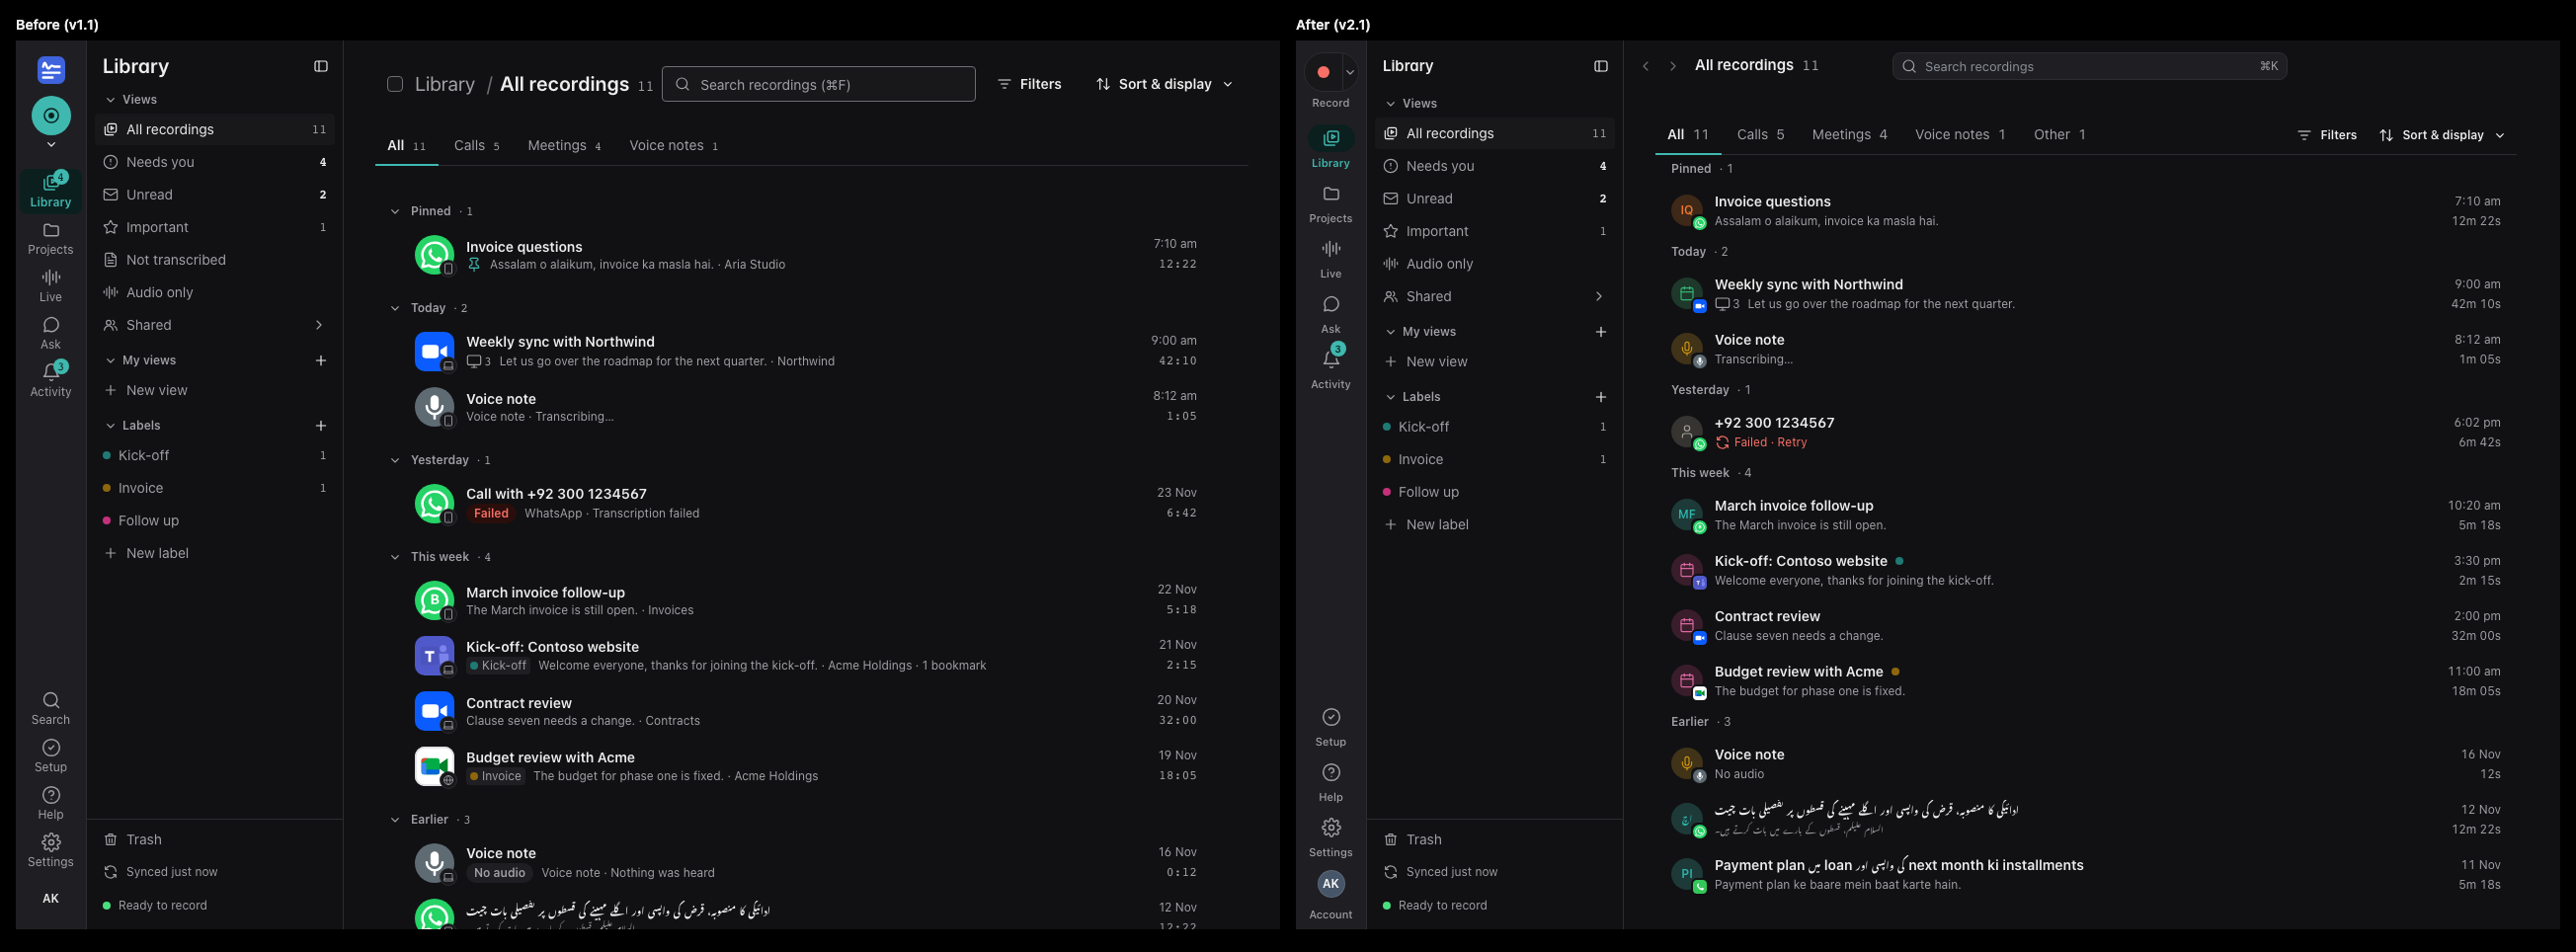 Before (v1.1)
Library
Views
All recordings 11
Needs you 4
Unread 2
Important 1
Not transcribed
Audio only
Shared
My views
New view
Labels
Kick-off 1
Invoice 1
Follow up
New label
Trash
Synced just now
Ready to record
4
Library
Projects
Live
Ask
3
Activity
Search
Setup
Help
Settings
AK
Library / All recordings 11
Search recordings (⌘F)
Filters
Sort & display
All 11 Calls 5 Meetings 4 Voice notes 1
Pinned · 1
Invoice questions 7:10 am
Assalam o alaikum, invoice ka masla hai. · Aria Studio 12:22
Today · 2
Weekly sync with Northwind 9:00 am
3 Let us go over the roadmap for the next quarter. · Northwind 42:10
Voice note 8:12 am
Voice note · Transcribing... 1:05
Yesterday · 1
Call with +92 300 1234567 23 Nov
Failed WhatsApp · Transcription failed 6:42
This week · 4
B
March invoice follow-up 22 Nov
The March invoice is still open. · Invoices 5:18
T
Kick-off: Contoso website 21 Nov
Kick-off Welcome everyone, thanks for joining the kick-off. · Acme Holdings · 1 bookmark 2:15
Contract review 20 Nov
Clause seven needs a change. · Contracts 32:00
Budget review with Acme 19 Nov
Invoice The budget for phase one is fixed. · Acme Holdings 18:05
Earlier · 3
Voice note 16 Nov
No audio Voice note · Nothing was heard 0:12
ادائیگی کا منصوبہ، قرض کی واپسی اور اگلے مہینے کی قسطوں پر تفصیلی بات چیت 12 Nov
12:22
After (v2.1)
Record
Library
Projects
Live
Ask
3
Activity
Setup
Help
Settings
AK
Account
Library
Views
All recordings 11
Needs you 4
Unread 2
Important 1
Audio only
Shared
My views
New view
Labels
Kick-off 1
Invoice 1
Follow up
New label
Trash
Synced just now
Ready to record
All recordings 11
Search recordings ⌘K
All 11 Calls 5 Meetings 4 Voice notes 1 Other 1
Filters
Sort & display
Pinned · 1
IQ
Invoice questions 7:10 am
Assalam o alaikum, invoice ka masla hai. 12m 22s
Today · 2
Weekly sync with Northwind 9:00 am
3 Let us go over the roadmap for the next quarter. 42m 10s
Voice note 8:12 am
Transcribing... 1m 05s
Yesterday · 1
+92 300 1234567 6:02 pm
Failed · Retry 6m 42s
This week · 4
MF
March invoice follow-up 10:20 am
The March invoice is still open. 5m 18s
Kick-off: Contoso website 3:30 pm
Welcome everyone, thanks for joining the kick-off. 2m 15s
Contract review 2:00 pm
Clause seven needs a change. 32m 00s
Budget review with Acme 11:00 am
The budget for phase one is fixed. 18m 05s
Earlier · 3
Voice note 16 Nov
No audio 12s
ادائیگی کا منصوبہ، قرض کی واپسی اور اگلے مہینے کی قسطوں پر تفصیلی بات چیت 12 Nov
السلام علیکم، قسطوں کے بارے میں بات کرتے ہیں۔ 12m 22s
PI
Payment plan میں loan کی واپسی اور next month ki installments 11 Nov
Payment plan ke baare mein baat karte hain. 5m 18s